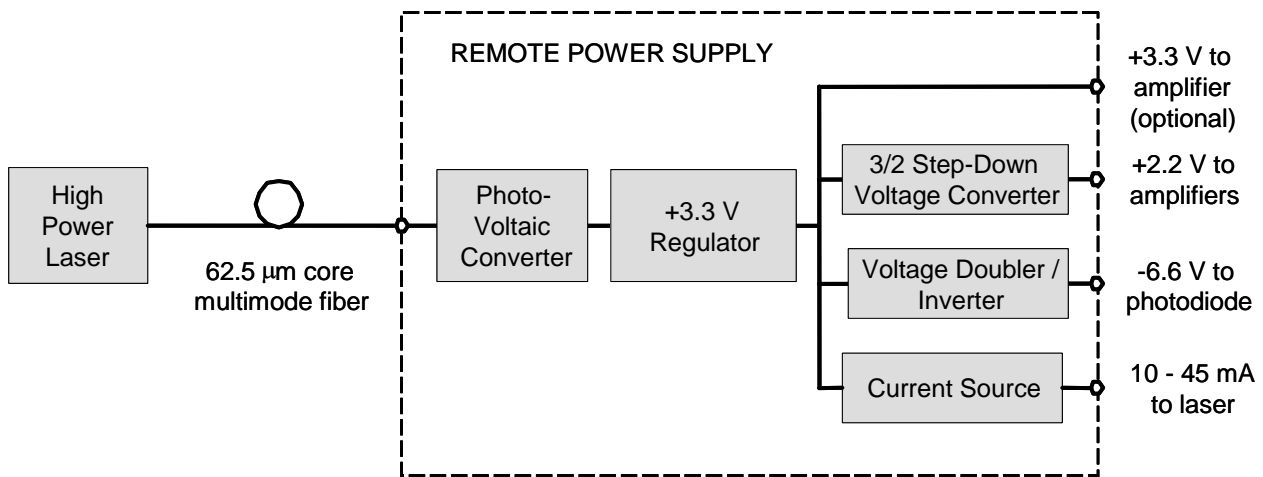 REMOTE POWER SUPPLY
High
Power
Laser
62.5 μm core
multimode fiber
Photo-
Voltaic
Converter
+3.3 V
Regulator
3/2 Step-Down
Voltage Converter
Voltage Doubler /
Inverter
Current Source
+3.3 V to
amplifier
(optional)
+2.2 V to
amplifiers
-6.6 V to
photodiode
10 - 45 mA
to laser